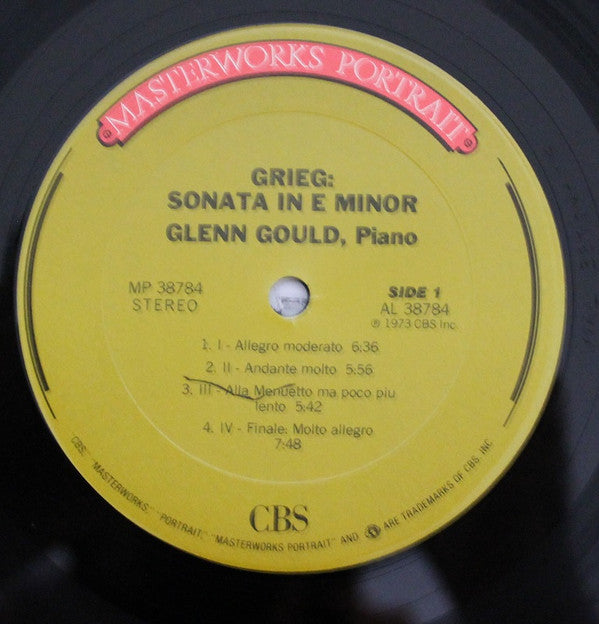 MASTERWORKS PORTRAIT
GRIEG:
SONATA IN E MINOR
GLENN GOULD, Piano
MP 38784
STEREO
SIDE 1
AL 38784
℗ 1973 CBS Inc.
1. I - Allegro moderato 6:36
2. II - Andante molto 5:56
3. III - Alla Menuetto ma poco piu
lento 5:42
4. IV - Finale: Molto allegro
7:48
CBS
CBS, "MASTERWORKS," "PORTRAIT," "MASTERWORKS PORTRAIT" AND ARE TRADEMARKS OF CBS, INC.